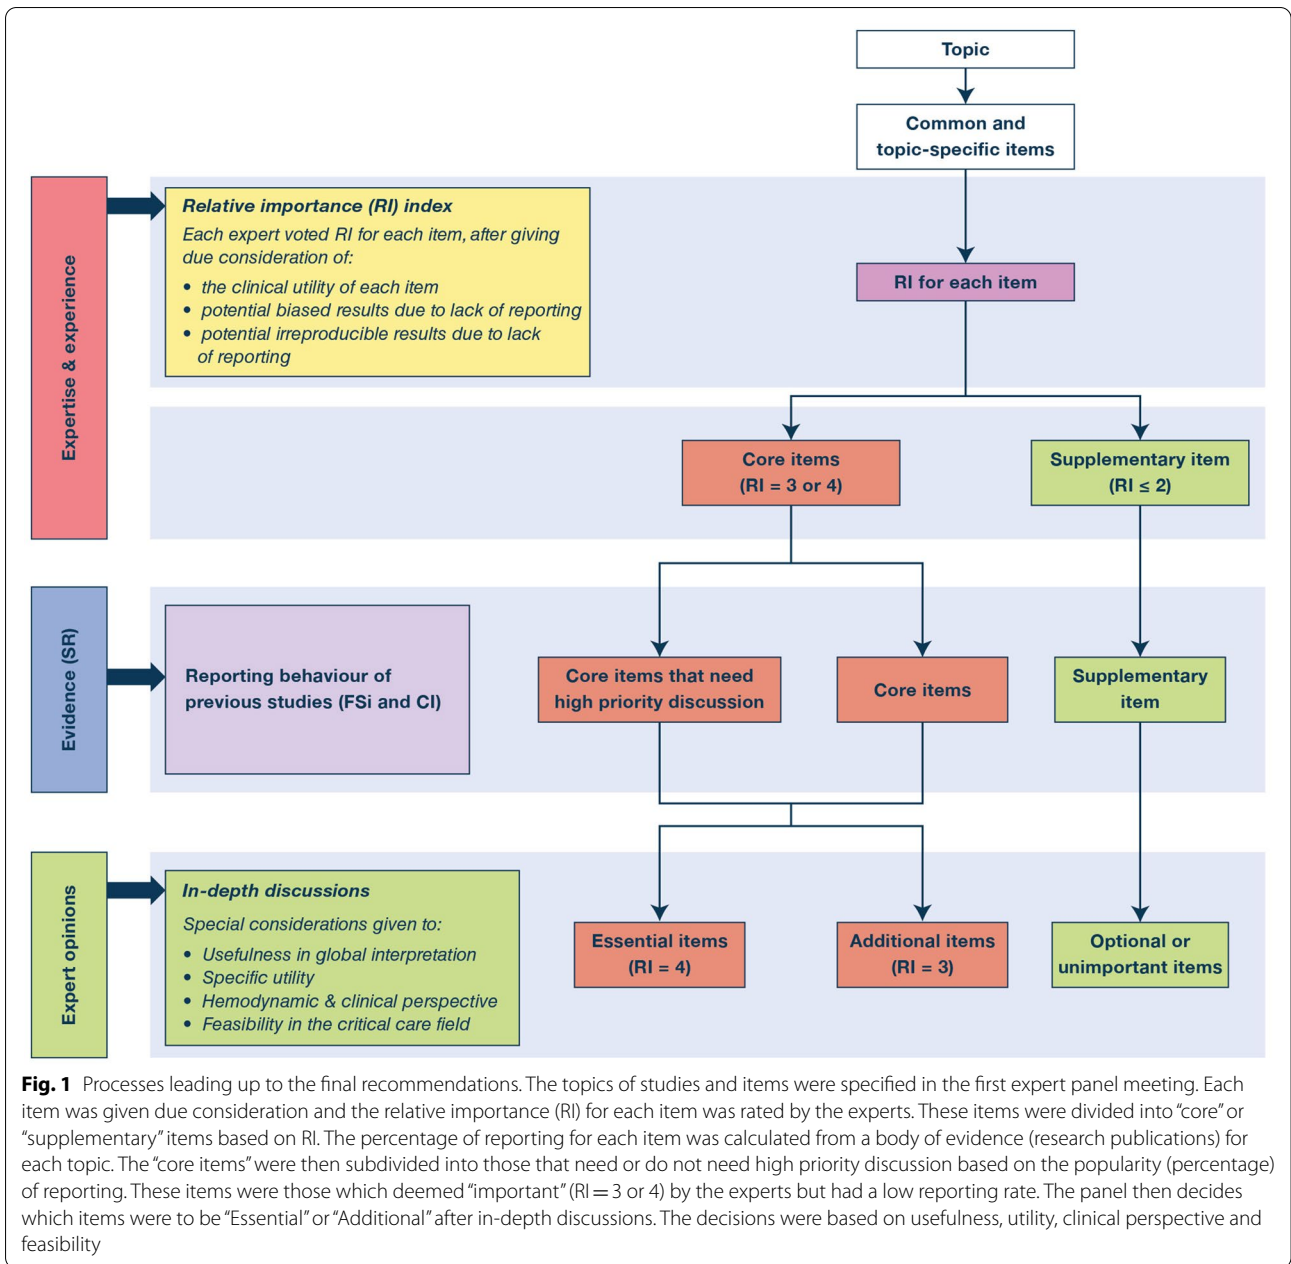 Topic
Common and
topic-specific items
Expertise & experience
Relative importance (RI) index
Each expert voted RI for each item, after giving
due consideration of:
• the clinical utility of each item
• potential biased results due to lack of reporting
• potential irreproducible results due to lack
of reporting
RI for each item
Core items
(RI = 3 or 4)
Supplementary item
(RI ≤ 2)
Evidence (SR)
Reporting behaviour of
previous studies (FSi and CI)
Core items that need
high priority discussion
Core items
Supplementary
item
Expert opinions
In-depth discussions
Special considerations given to:
• Usefulness in global interpretation
• Specific utility
• Hemodynamic & clinical perspective
• Feasibility in the critical care field
Essential items
(RI = 4)
Additional items
(RI = 3)
Optional or
unimportant items
Fig. 1 Processes leading up to the final recommendations. The topics of studies and items were specified in the first expert panel meeting. Each
item was given due consideration and the relative importance (RI) for each item was rated by the experts. These items were divided into “core” or
“supplementary” items based on RI. The percentage of reporting for each item was calculated from a body of evidence (research publications) for
each topic. The “core items” were then subdivided into those that need or do not need high priority discussion based on the popularity (percentage)
of reporting. These items were those which deemed “important” (RI = 3 or 4) by the experts but had a low reporting rate. The panel then decides
which items were to be “Essential” or “Additional” after in-depth discussions. The decisions were based on usefulness, utility, clinical perspective and
feasibility